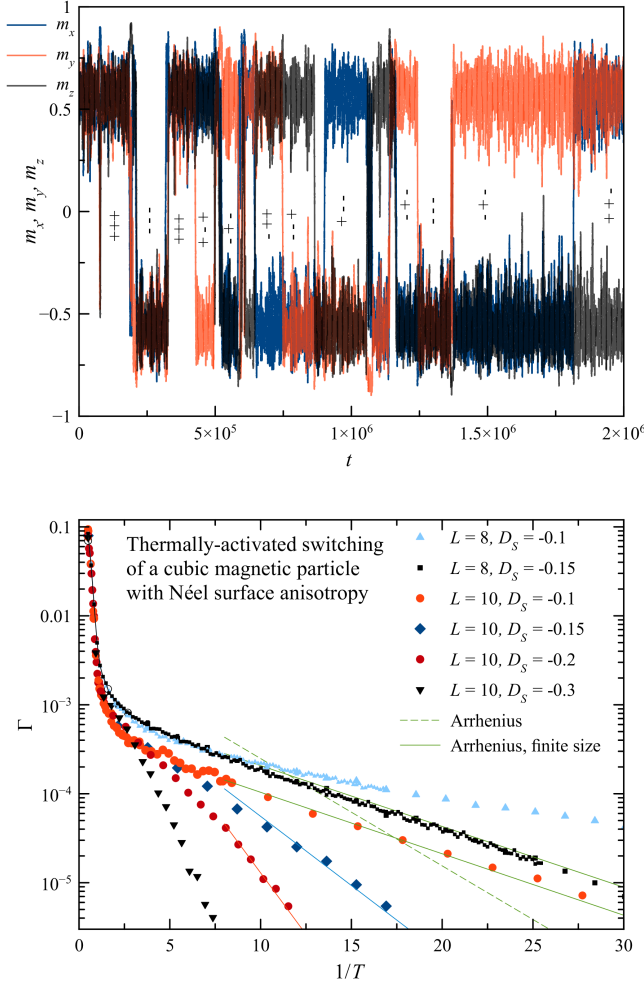 m_x
m_y
m_z
1
0.5
0
−0.5
−1
m_x, m_y, m_z
0
5×10^5
1×10^6
1.5×10^6
2×10^6
t
0.1
0.01
10^-3
10^-4
10^-5
Γ
Thermally-activated switching
of a cubic magnetic particle
with Néel surface anisotropy
L = 8, D_S = -0.1
L = 8, D_S = -0.15
L = 10, D_S = -0.1
L = 10, D_S = -0.15
L = 10, D_S = -0.2
L = 10, D_S = -0.3
Arrhenius
Arrhenius, finite size
0
5
10
15
20
25
30
1/T